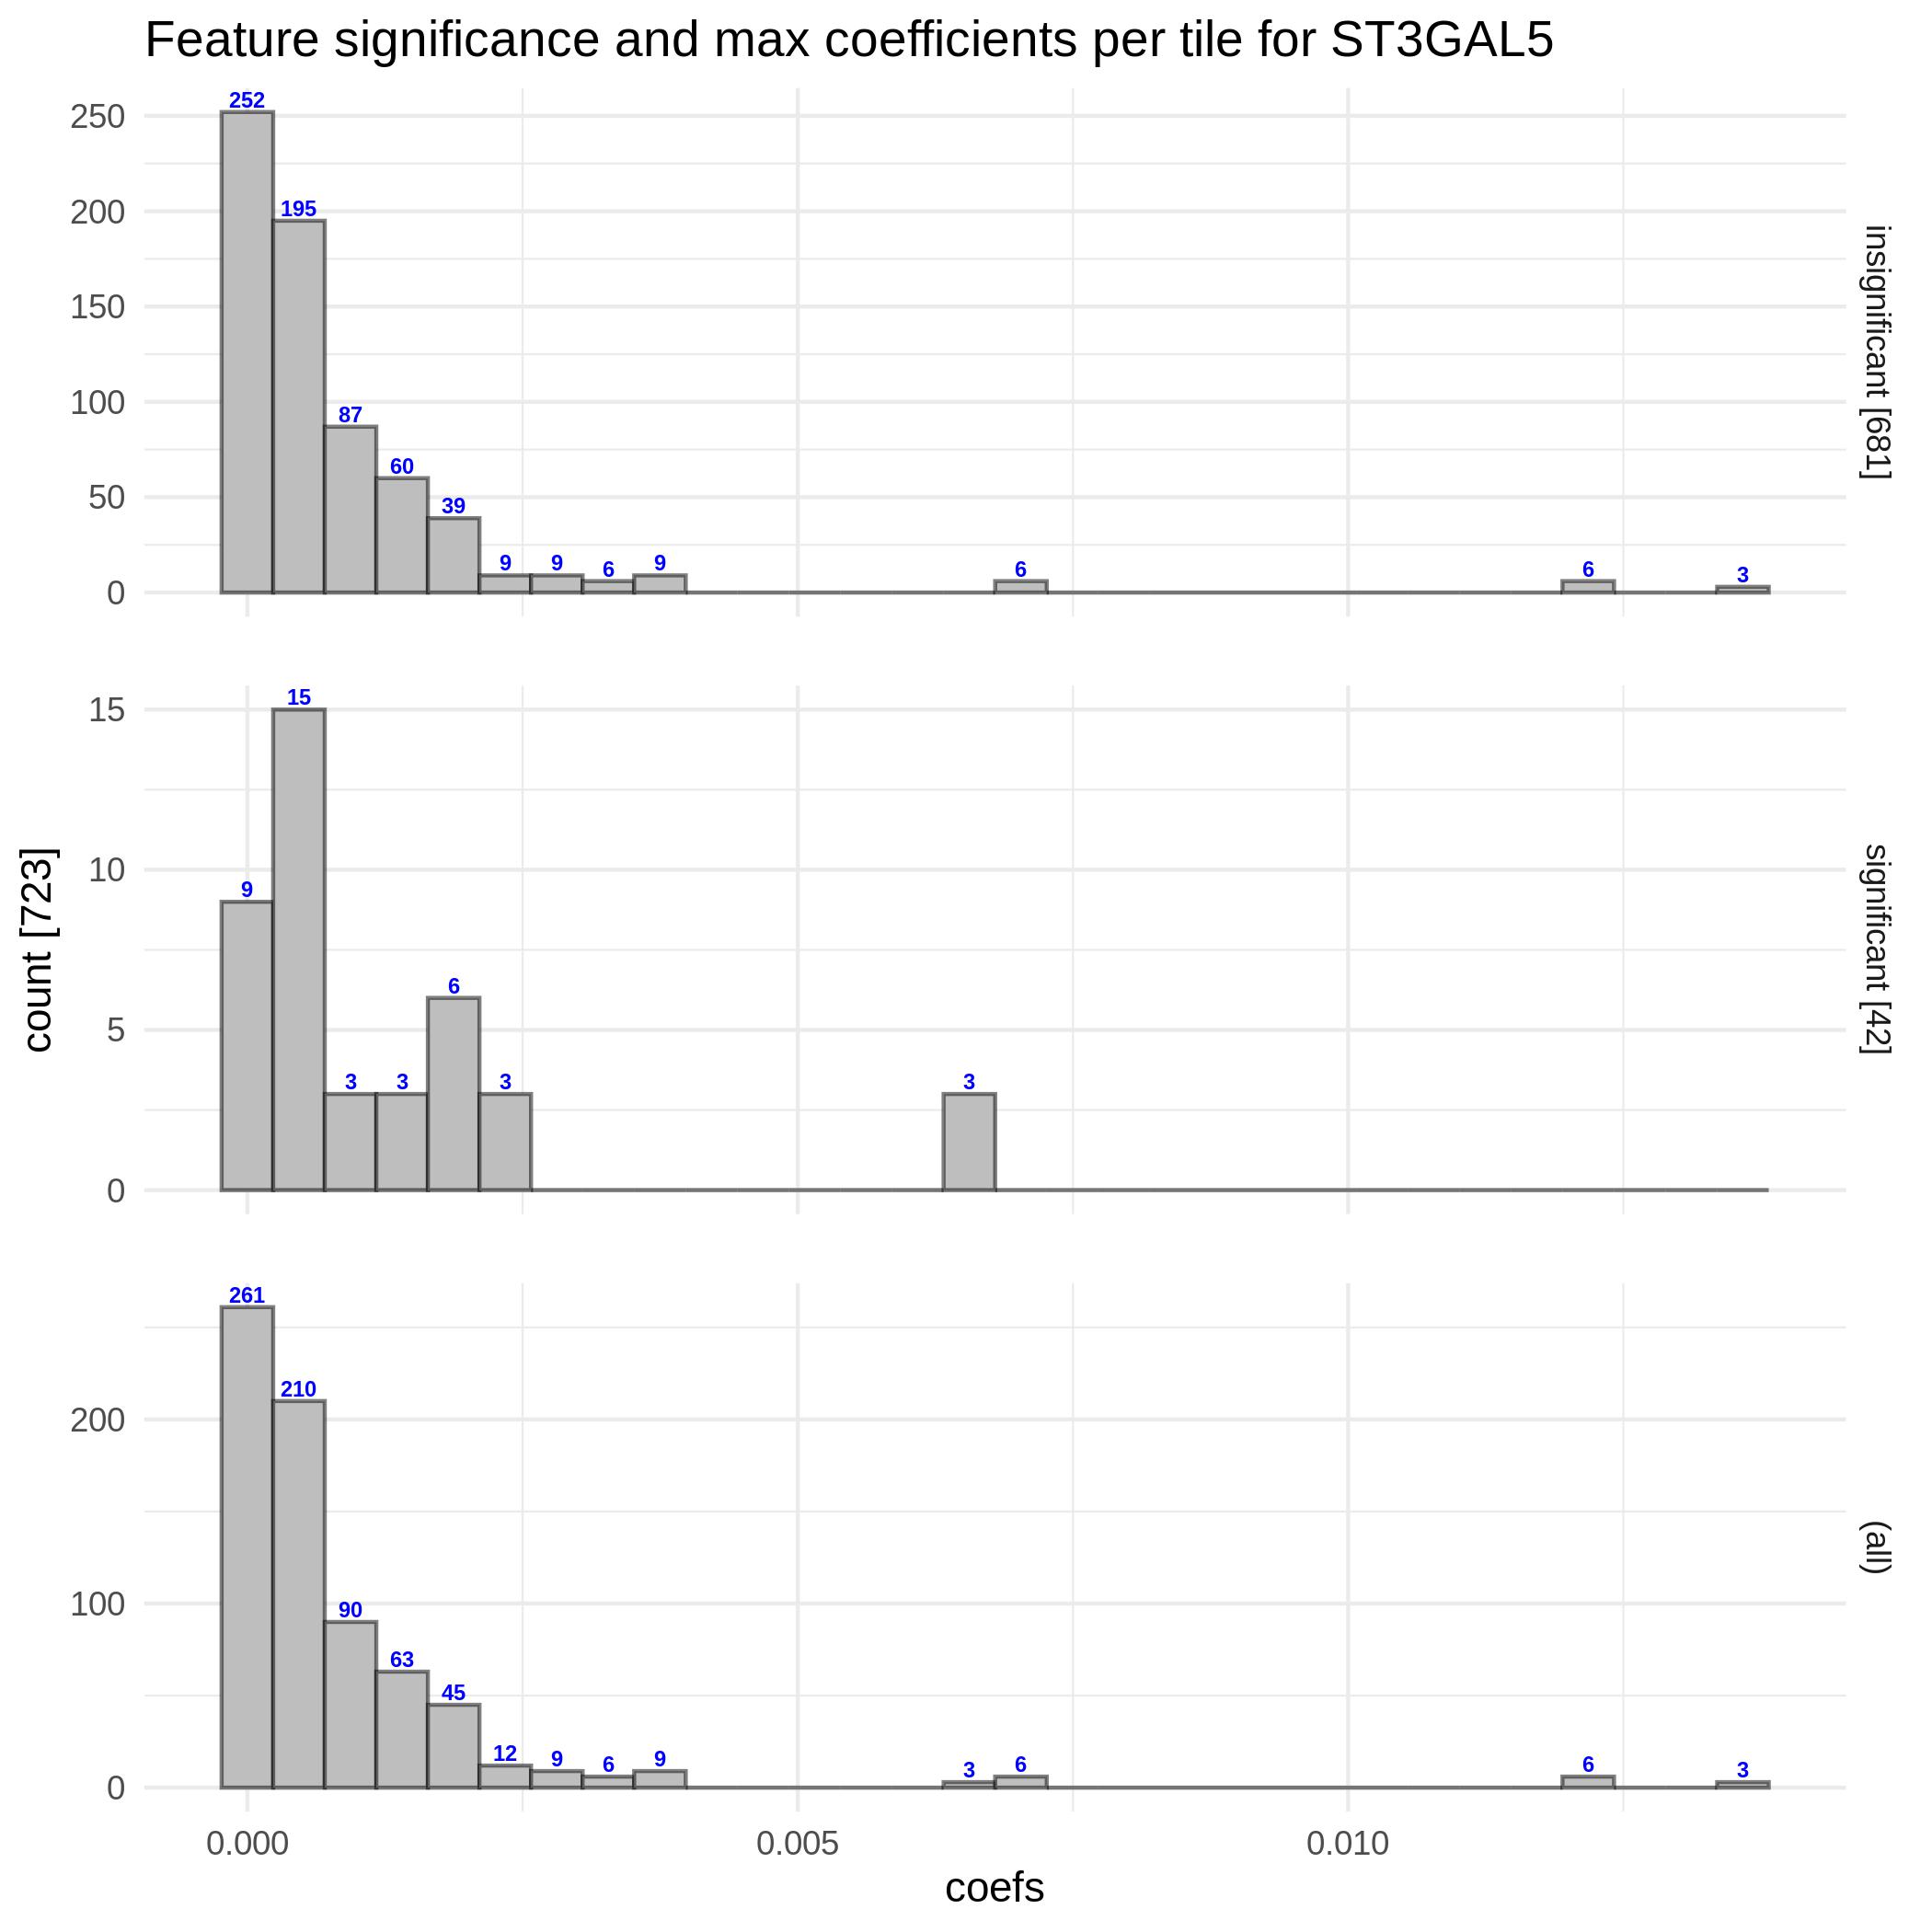 Feature significance and max coefficients per tile for ST3GAL5
252
250
195
200
150
87
100
60
39
50
9 9 6 9 6 6 3
0
insignificant [681]
15
15
9
10
6
5
3 3 3 3
0
significant [42]
count [723]
261
210
200
90
100
63
45
12 9 6 9 3 6 6 3
0
(all)
0.000 0.005 0.010
coefs